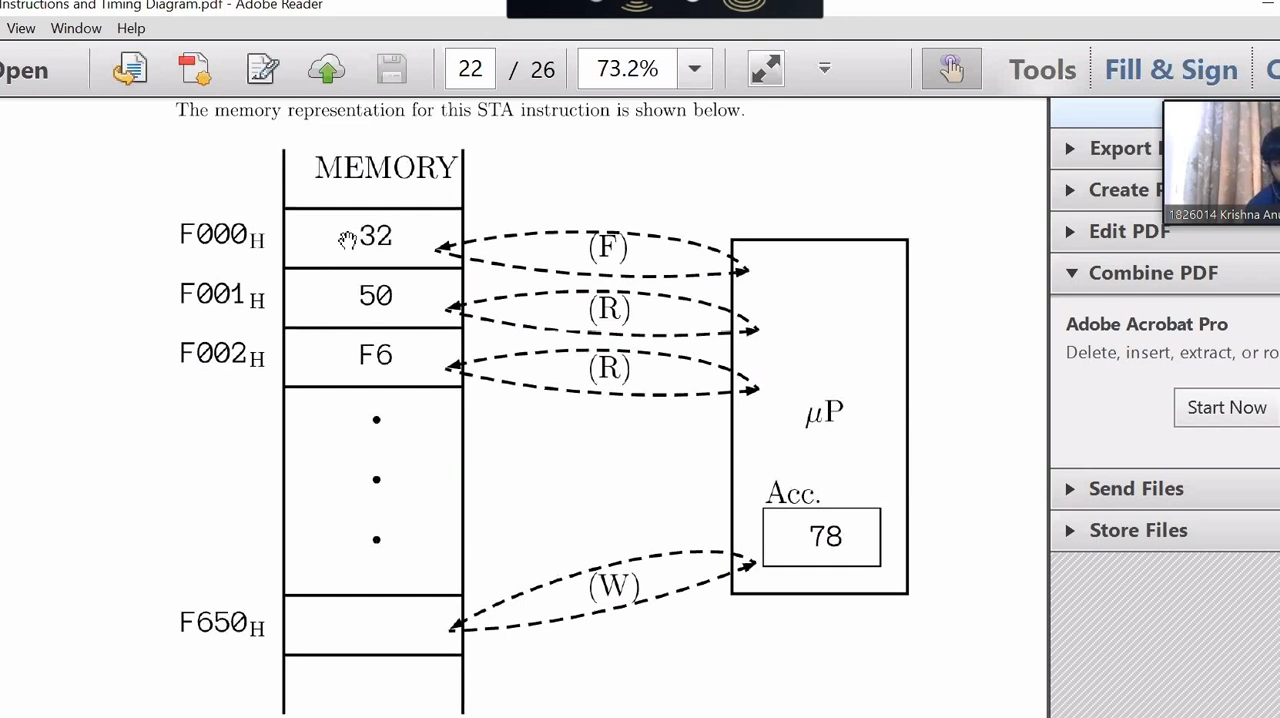 Instructions and Timing Diagram.pdf - Adobe Reader
View Window Help
Open
22 / 26
73.2%
Tools
Fill & Sign
The memory representation for this STA instruction is shown below.
MEMORY
F000H 32 (F)
F001H 50 (R)
F002H F6 (R)
μP
Acc.
78
(W)
F650H
Export
Create
1826014 Krishna
Edit PDF
Combine PDF
Adobe Acrobat Pro
Delete, insert, extract, or
Start Now
Send Files
Store Files